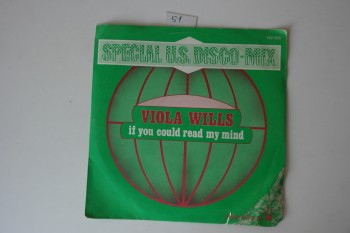 51
SPECIAL U.S. DISCO-MIX
VIOLA WILLS
if you could read my mind